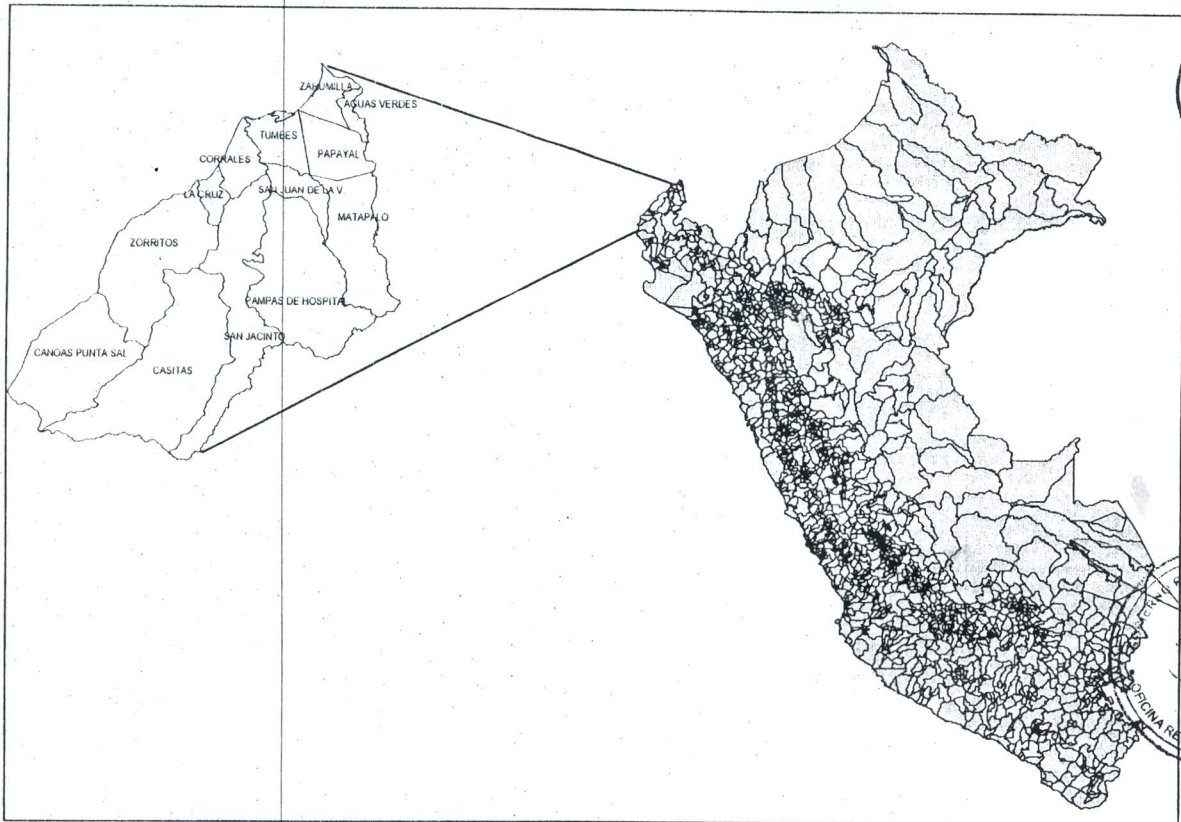 ZARUMILLA
AGUAS VERDES
TUMBES
PAPAYAL
CORRALES
LA CRUZ
SAN JUAN DE LA V.
MATAPALO
ZORRITOS
PAMPAS DE HOSPITAL
SAN JACINTO
CANOAS PUNTA SAL
CASITAS
OFICINA RE